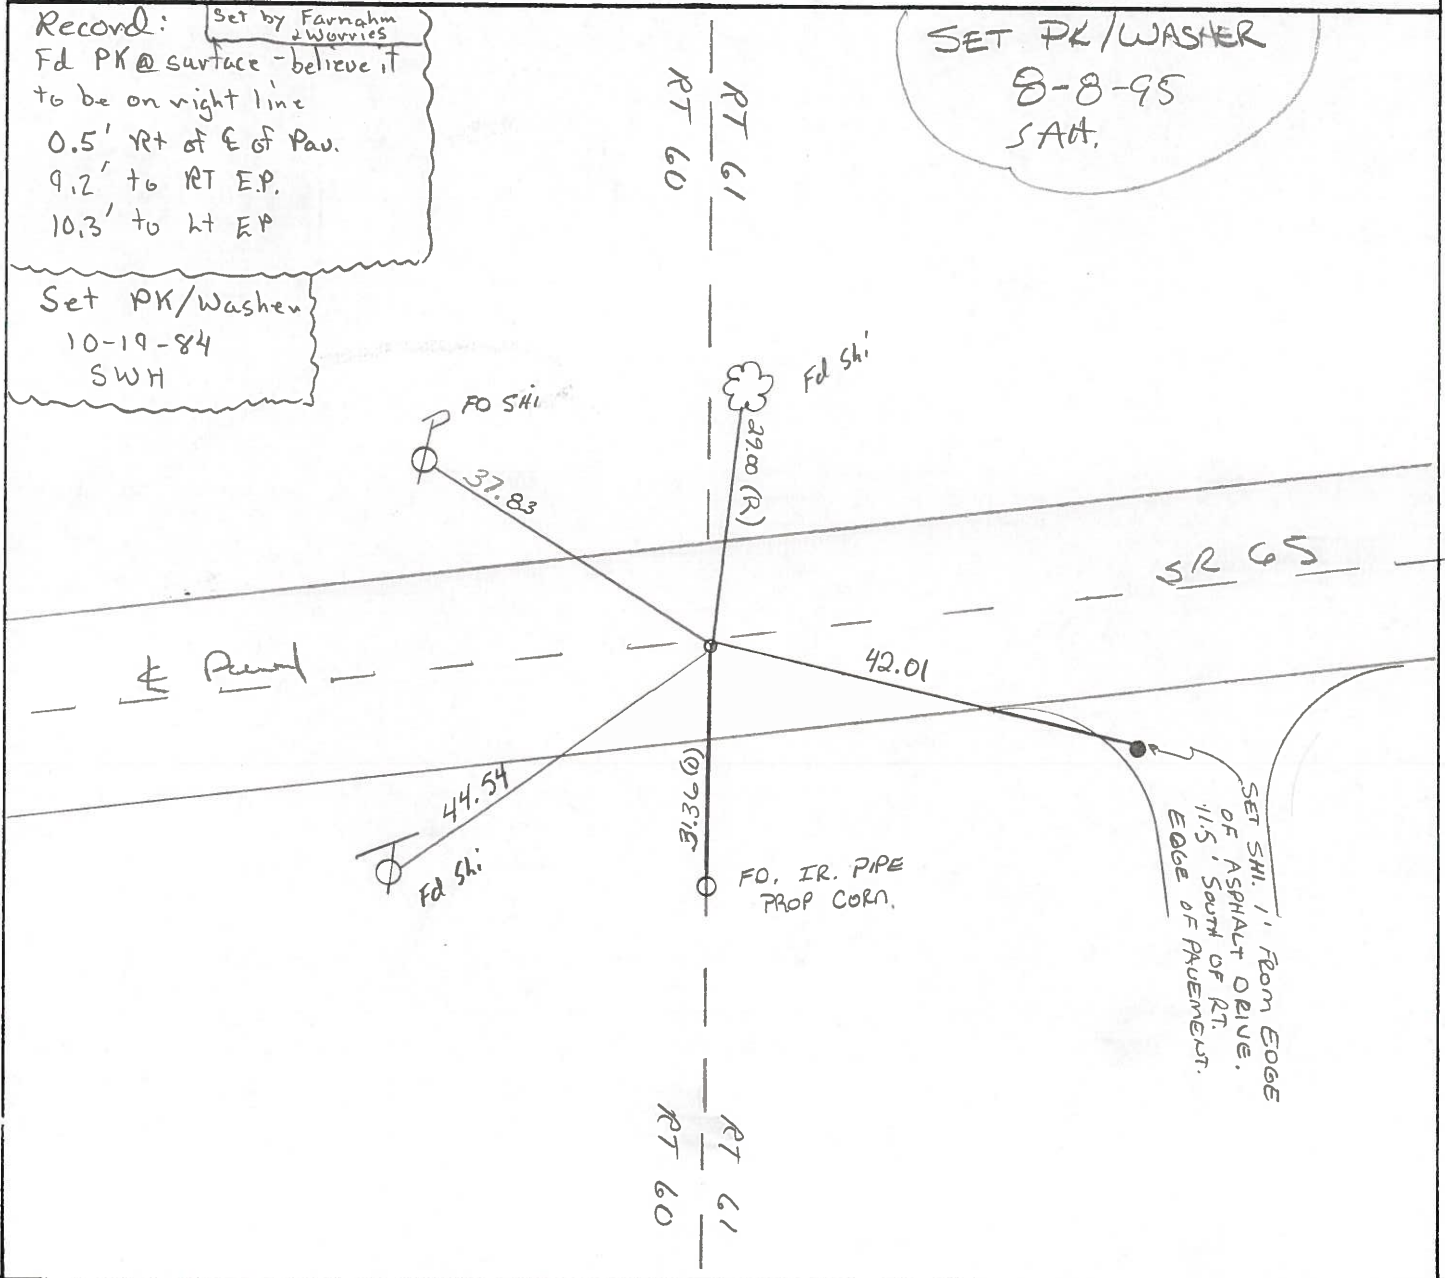 Record:
Set by Farnahm
& Worries
Fd PK @ surface - believe it
to be on right line
0.5' Rt of ℄ of Pav.
9.2' to RT E.P.
10.3' to Lt EP
Set PK/Washer
10-19-84
SWH
SET PK/WASHER
8-8-95
SAH.
RT 61
RT 60
Fd Shi
FD SHi
29.00 (R)
37.83
SR 65
℄
42.01
44.54
Fd Shi
FD. IR. PIPE
PROP CORN.
SET SHI. 1' FROM EDGE
OF ASPHALT DRIVE.
11.5' SOUTH OF RT.
EDGE OF PAVEMENT.
RT 61
RT 60